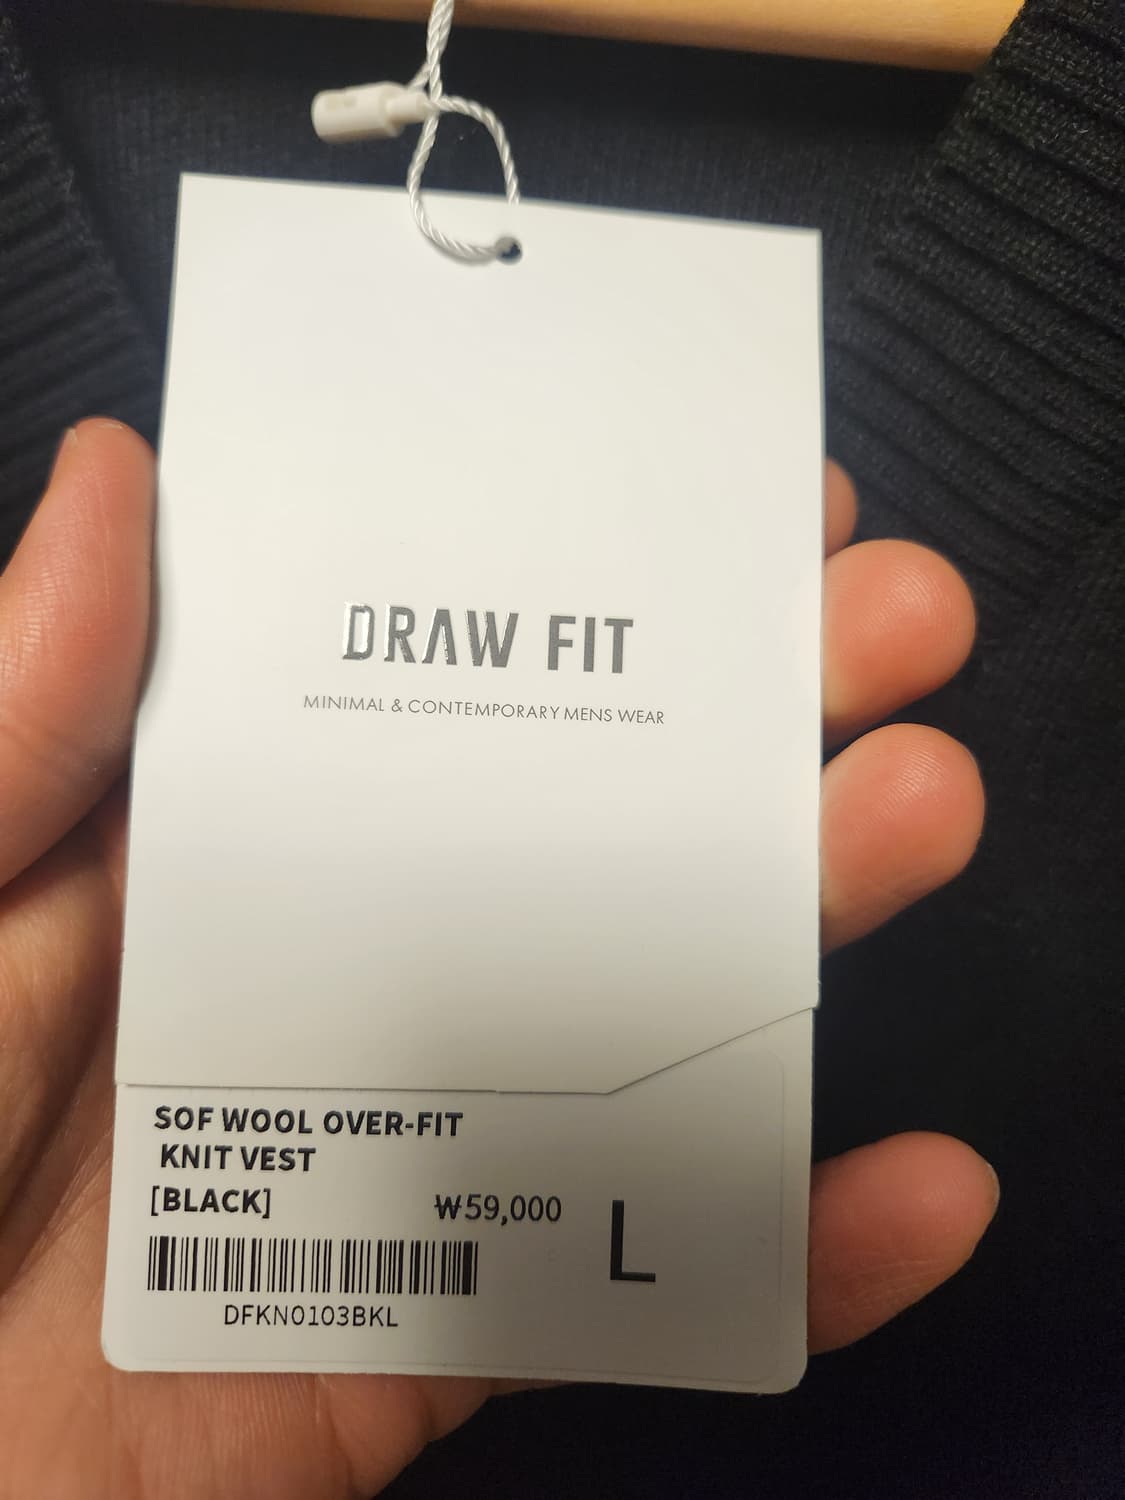 DRAW FIT
MINIMAL & CONTEMPORARY MENS WEAR
SOF WOOL OVER-FIT
KNIT VEST
[BLACK]
₩59,000
L
DFKN0103BKL